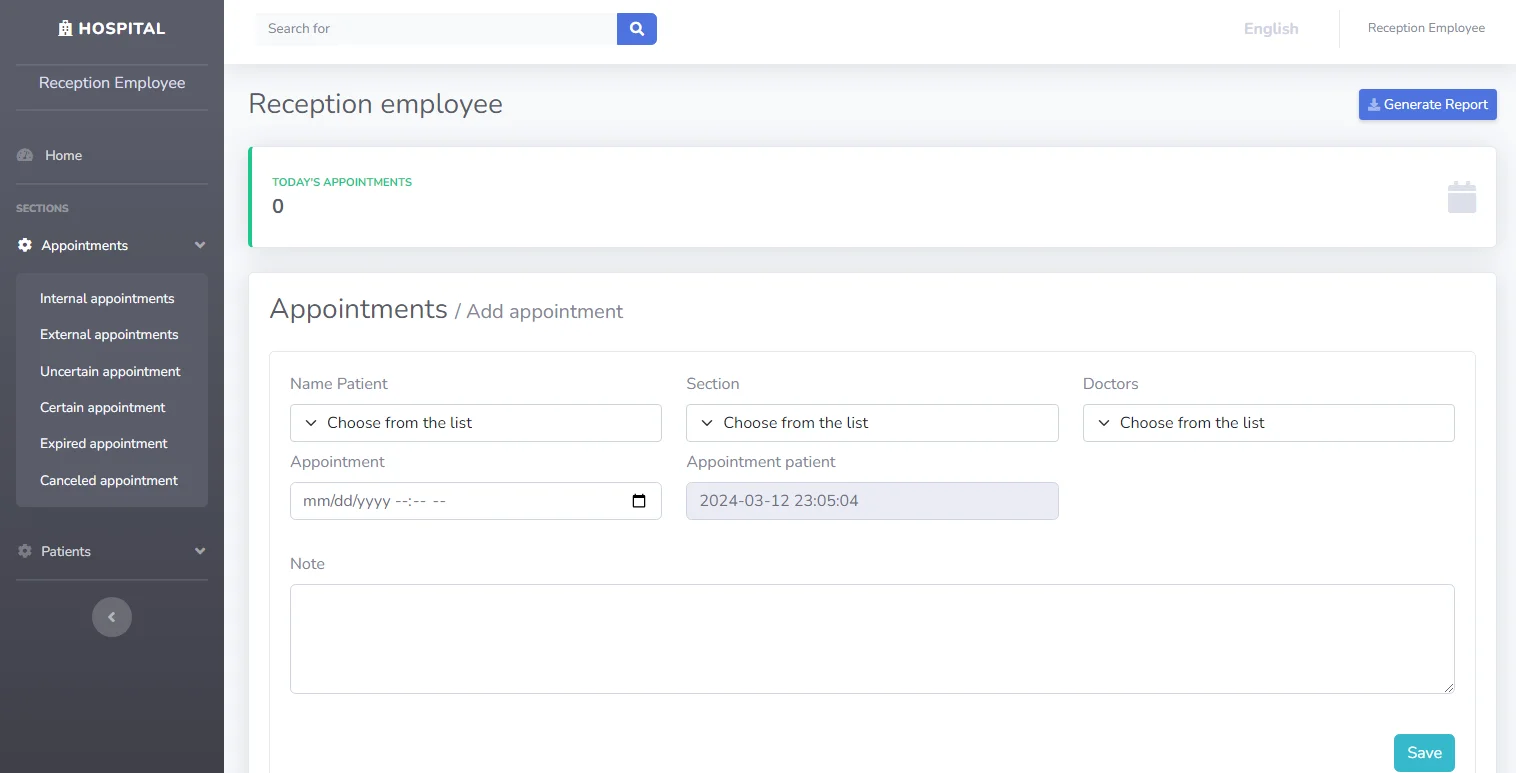 HOSPITAL
Reception Employee
Home
SECTIONS
Appointments
Internal appointments
External appointments
Uncertain appointment
Certain appointment
Expired appointment
Canceled appointment
Patients
Search for
English
Reception Employee
Reception employee
Generate Report
TODAY'S APPOINTMENTS
0
Appointments / Add appointment
Name Patient
Section
Doctors
Choose from the list
Choose from the list
Choose from the list
Appointment
Appointment patient
mm/dd/yyyy --:-- --
2024-03-12 23:05:04
Note
Save